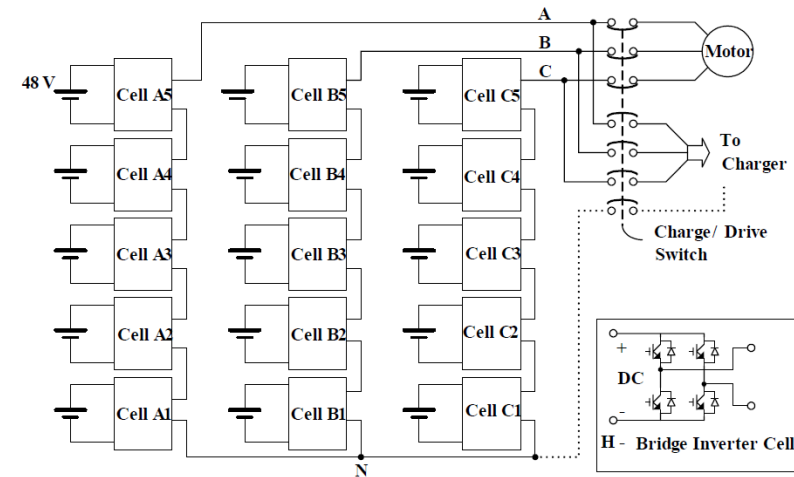 A
B
C
Motor
48 V
Cell A5
Cell B5
Cell C5
To
Charger
Cell A4
Cell B4
Cell C4
Charge/ Drive
Switch
Cell A3
Cell B3
Cell C3
Cell A2
Cell B2
Cell C2
+
DC
-
Cell A1
Cell B1
Cell C1
H - Bridge Inverter Cell
N